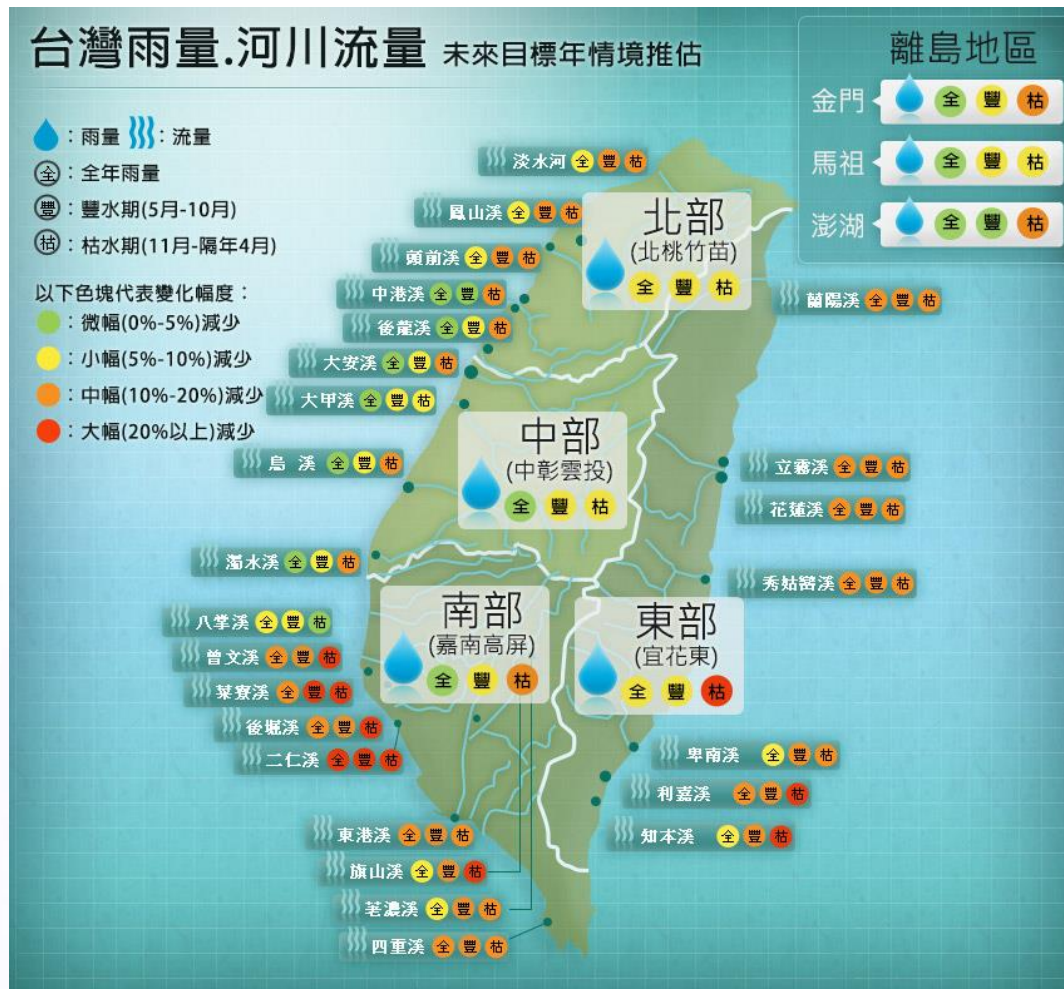 台灣雨量.河川流量 未來目標年情境推估
：雨量 ：流量
全：全年雨量
豐：豐水期(5月-10月)
枯：枯水期(11月-隔年4月)
以下色塊代表變化幅度：
：微幅(0%-5%)減少
：小幅(5%-10%)減少
：中幅(10%-20%)減少
：大幅(20%以上)減少
離島地區
金門 全 豐 枯
馬祖 全 豐 枯
澎湖 全 豐 枯
淡水河 全 豐 枯
鳳山溪 全 豐 枯
頭前溪 全 豐 枯
中港溪 全 豐 枯
後龍溪 全 豐 枯
大安溪 全 豐 枯
大甲溪 全 豐 枯
烏 溪 全 豐 枯
濁水溪 全 豐 枯
八掌溪 全 豐 枯
曾文溪 全 豐 枯
菜寮溪 全 豐 枯
後堀溪 全 豐 枯
二仁溪 全 豐 枯
東港溪 全 豐 枯
旗山溪 全 豐 枯
荖濃溪 全 豐 枯
四重溪 全 豐 枯
北部
(北桃竹苗)
全 豐 枯
中部
(中彰雲投)
全 豐 枯
南部
(嘉南高屏)
全 豐 枯
東部
(宜花東)
全 豐 枯
蘭陽溪 全 豐 枯
立霧溪 全 豐 枯
花蓮溪 全 豐 枯
秀姑巒溪 全 豐 枯
卑南溪 全 豐 枯
利嘉溪 全 豐 枯
知本溪 全 豐 枯